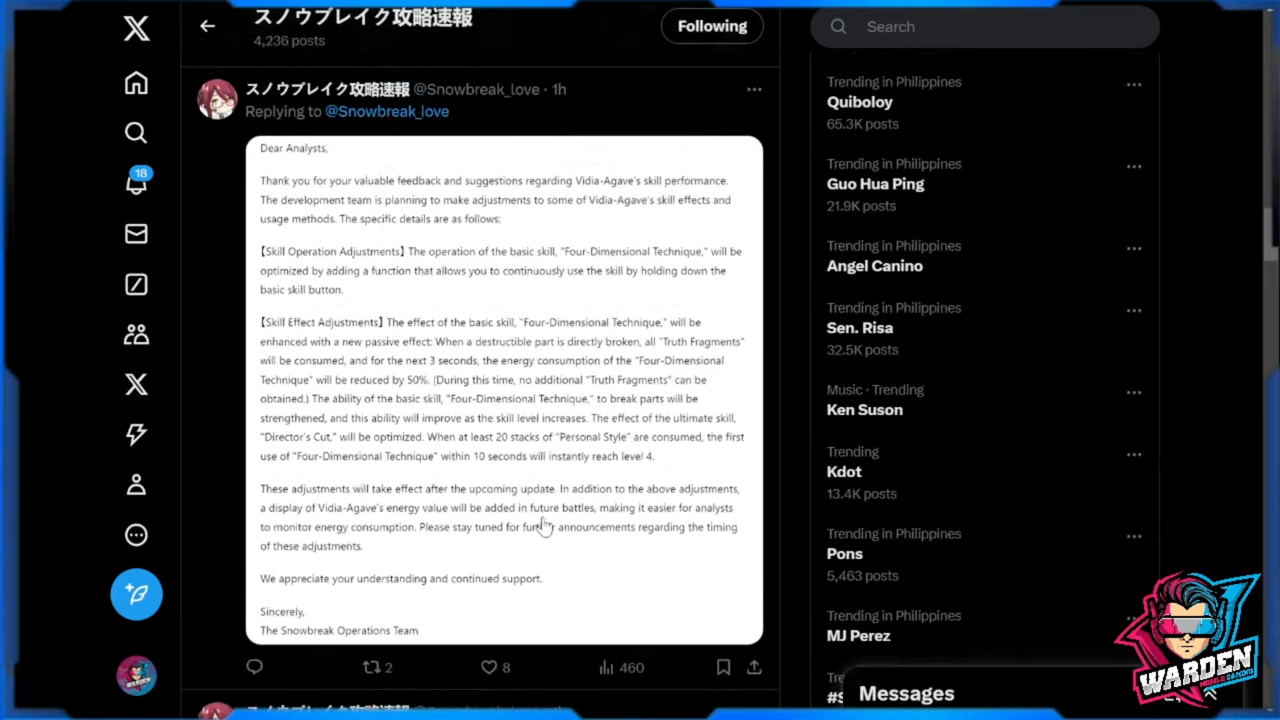 スノウブレイク攻略速報
4,236 posts
Following
Search
スノウブレイク攻略速報 @Snowbreak_love · 1h
Replying to @Snowbreak_love
Dear Analysts,
Thank you for your valuable feedback and suggestions regarding Vidia-Agave's skill performance.
The development team is planning to make adjustments to some of Vidia-Agave's skill effects and
usage methods. The specific details are as follows:
【Skill Operation Adjustments】The operation of the basic skill, "Four-Dimensional Technique," will be
optimized by adding a function that allows you to continuously use the skill by holding down the
basic skill button.
【Skill Effect Adjustments】The effect of the basic skill, "Four-Dimensional Technique," will be
enhanced with a new passive effect: When a destructible part is directly broken, all "Truth Fragments"
will be consumed, and for the next 3 seconds, the energy consumption of the "Four-Dimensional
Technique" will be reduced by 50%. (During this time, no additional "Truth Fragments" can be
obtained.) The ability of the basic skill, "Four-Dimensional Technique," to break parts will be
strengthened, and this ability will improve as the skill level increases. The effect of the ultimate skill,
"Director's Cut," will be optimized. When at least 20 stacks of "Personal Style" are consumed, the first
use of "Four-Dimensional Technique" within 10 seconds will instantly reach level 4.
These adjustments will take effect after the upcoming update. In addition to the above adjustments,
a display of Vidia-Agave's energy value will be added in future battles, making it easier for analysts
to monitor energy consumption. Please stay tuned for further announcements regarding the timing
of these adjustments.
We appreciate your understanding and continued support.
Sincerely,
The Snowbreak Operations Team
2
8
460
18
Trending in Philippines
Quiboloy
65.3K posts
Trending in Philippines
Guo Hua Ping
21.9K posts
Trending in Philippines
Angel Canino
Trending in Philippines
Sen. Risa
32.5K posts
Music · Trending
Ken Suson
Trending
Kdot
13.4K posts
Trending in Philippines
Pons
5,463 posts
Trending in Philippines
MJ Perez
Messages
WARDEN
MOBILE GAMING